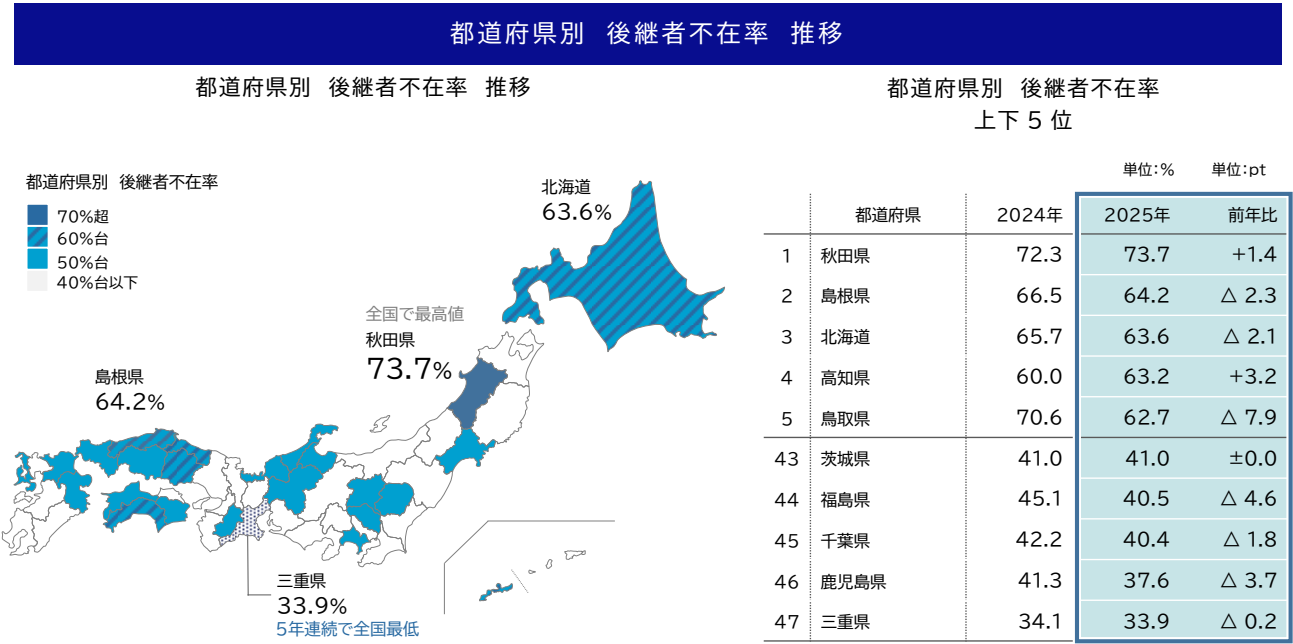 都道府県別 後継者不在率 推移
都道府県別 後継者不在率 推移
都道府県別 後継者不在率
70%超
60%台
50%台
40%台以下
北海道
63.6%
全国で最高値
秋田県
73.7%
島根県
64.2%
三重県
33.9%
5年連続で全国最低
都道府県別 後継者不在率
上下 5 位
単位:% 単位:pt
都道府県 2024年 2025年 前年比
1 秋田県 72.3 73.7 +1.4
2 島根県 66.5 64.2 △ 2.3
3 北海道 65.7 63.6 △ 2.1
4 高知県 60.0 63.2 +3.2
5 鳥取県 70.6 62.7 △ 7.9
43 茨城県 41.0 41.0 ±0.0
44 福島県 45.1 40.5 △ 4.6
45 千葉県 42.2 40.4 △ 1.8
46 鹿児島県 41.3 37.6 △ 3.7
47 三重県 34.1 33.9 △ 0.2